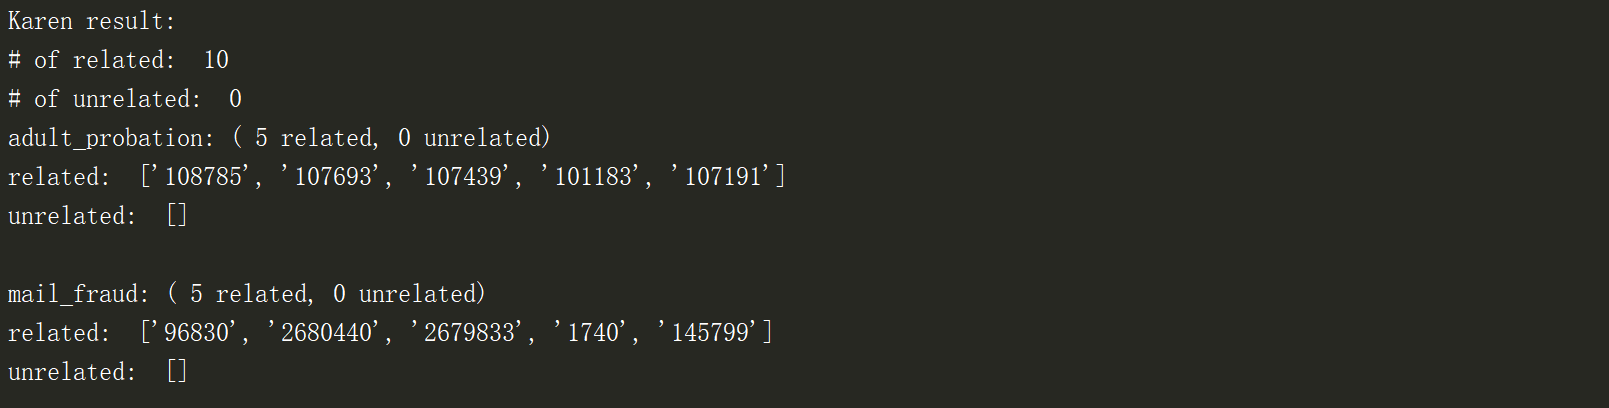 Karen result:
# of related:  10
# of unrelated:  0
adult_probation: ( 5 related, 0 unrelated)
related:  ['108785', '107693', '107439', '101183', '107191']
unrelated:  []
mail_fraud: ( 5 related, 0 unrelated)
related:  ['96830', '2680440', '2679833', '1740', '145799']
unrelated:  []